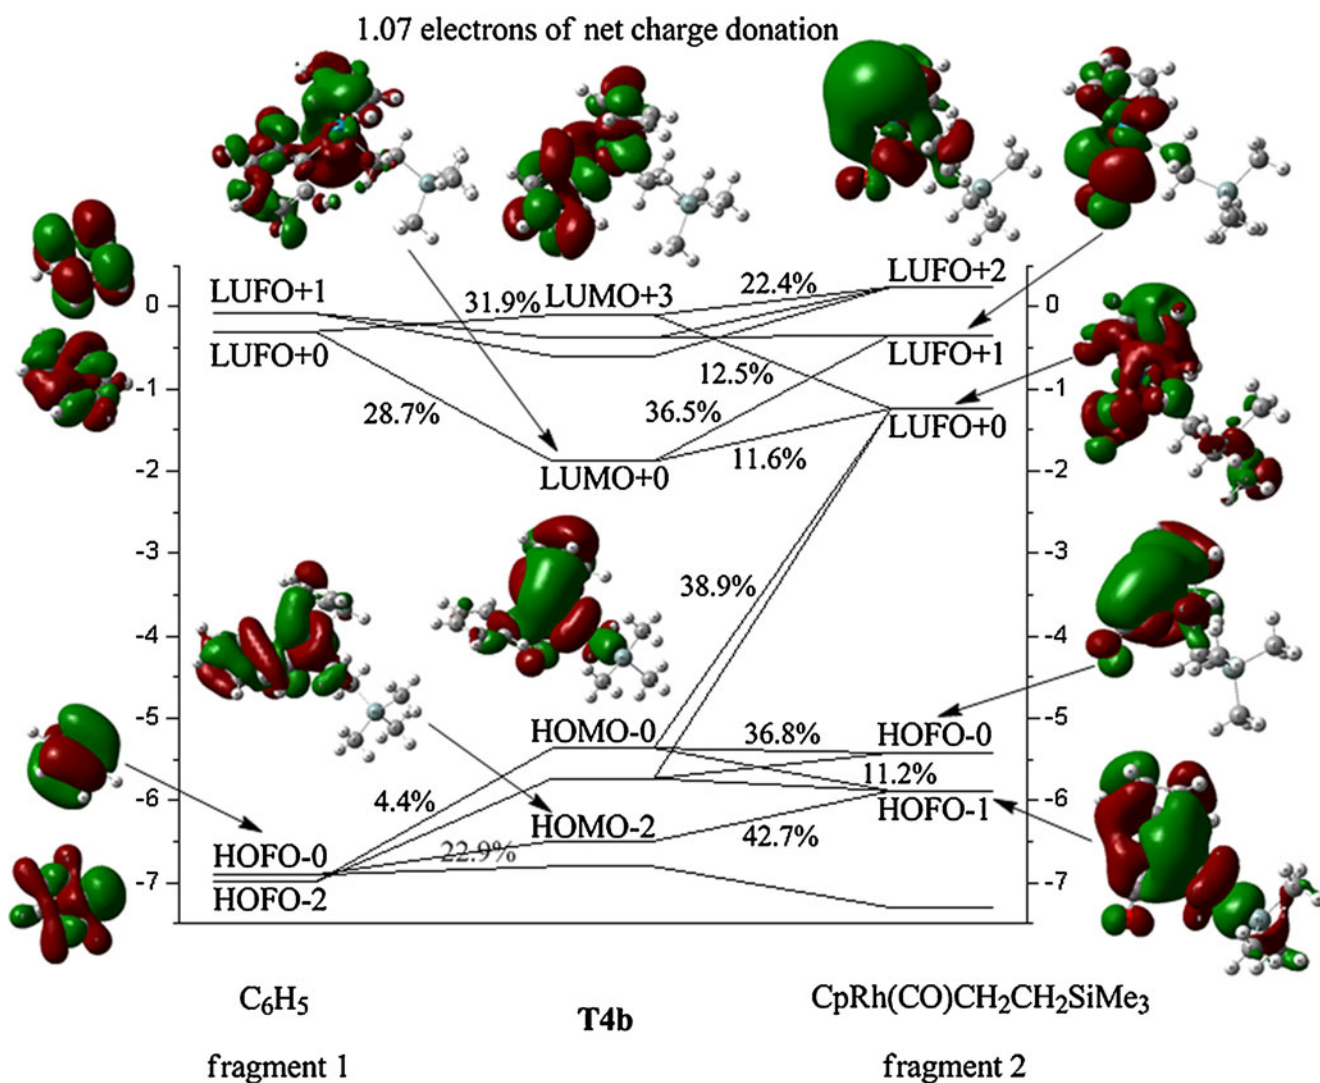 1.07 electrons of net charge donation
LUFO+1 31.9% LUMO+3 22.4% LUFO+2
0 0
LUFO+0 LUFO+1
12.5%
-1 -1
28.7% 36.5% LUFO+0
11.6%
-2 LUMO+0 -2
-3 -3
38.9%
-4 -4
-5 -5
HOMO-0 36.8% HOFO-0
11.2%
-6 4.4% HOFO-1 -6
HOMO-2 42.7%
HOFO-0 22.9%
-7 -7
HOFO-2
C6H5 T4b CpRh(CO)CH2CH2SiMe3
fragment 1 fragment 2